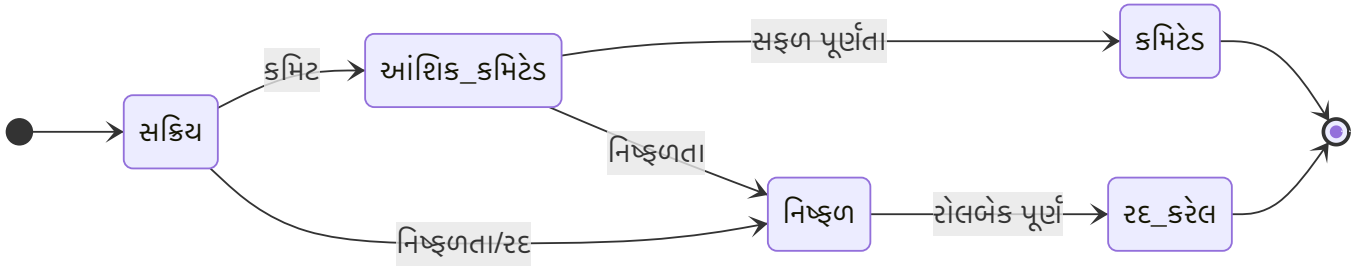 સક્રિય
કમિટ
આંશિક_કમિટેડ
સફળ પૂર્ણતા
કમિટેડ
નિષ્ફળતા
નિષ્ફળતા/રદ
નિષ્ફળ
રોલબેક પૂર્ણ
રદ_કરેલ